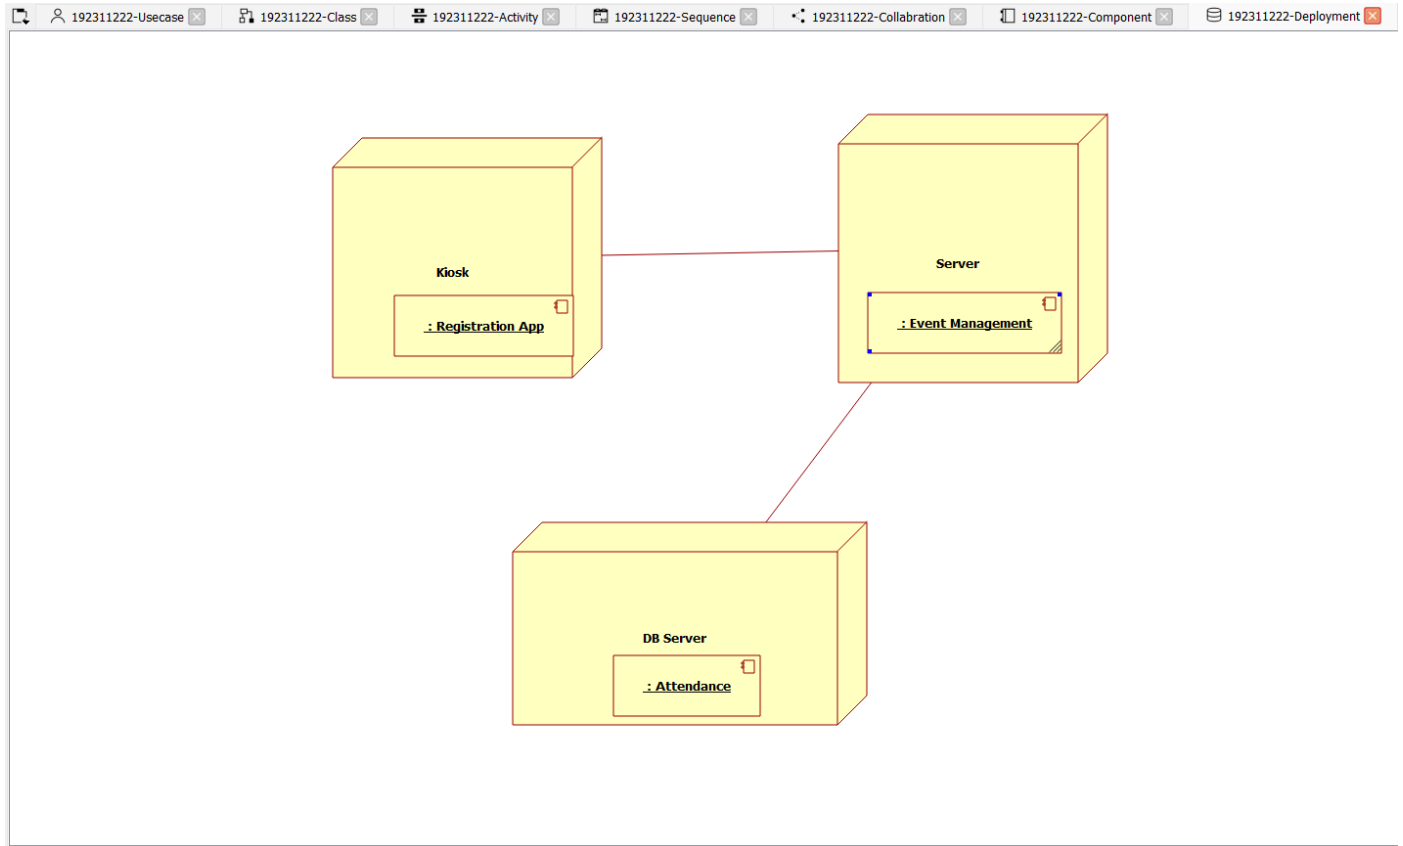 192311222-Usecase
192311222-Class
192311222-Activity
192311222-Sequence
192311222-Collabration
192311222-Component
192311222-Deployment
Kiosk
: Registration App
Server
: Event Management
DB Server
: Attendance